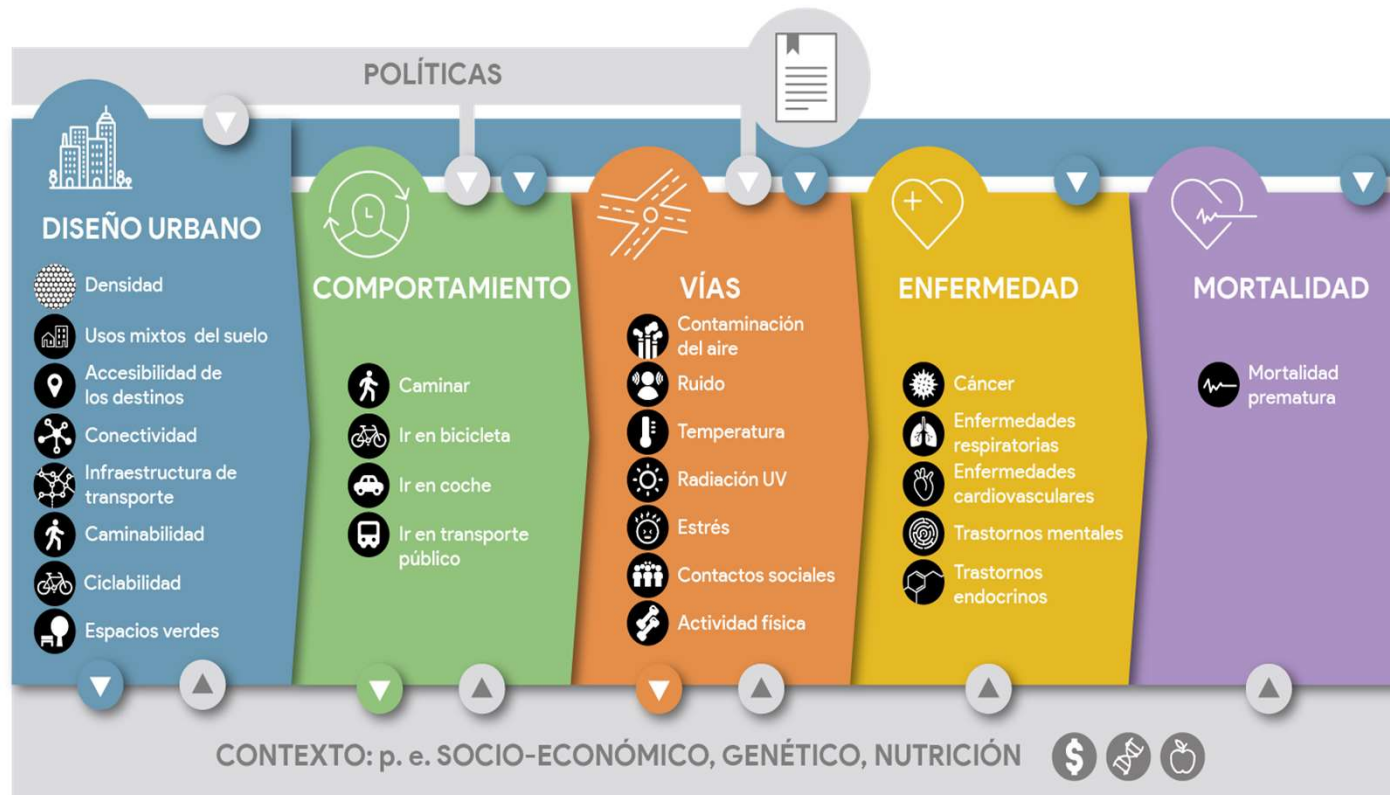 POLÍTICAS
DISEÑO URBANO
Densidad
Usos mixtos del suelo
Accesibilidad de
los destinos
Conectividad
Infraestructura de
transporte
Caminabilidad
Ciclabilidad
Espacios verdes
COMPORTAMIENTO
Caminar
Ir en bicicleta
Ir en coche
Ir en transporte
público
VÍAS
Contaminación
del aire
Ruido
Temperatura
Radiación UV
Estrés
Contactos sociales
Actividad física
ENFERMEDAD
Cáncer
Enfermedades
respiratorias
Enfermedades
cardiovasculares
Trastornos mentales
Trastornos
endocrinos
MORTALIDAD
Mortalidad
prematura
CONTEXTO: p. e. SOCIO-ECONÓMICO, GENÉTICO, NUTRICIÓN $